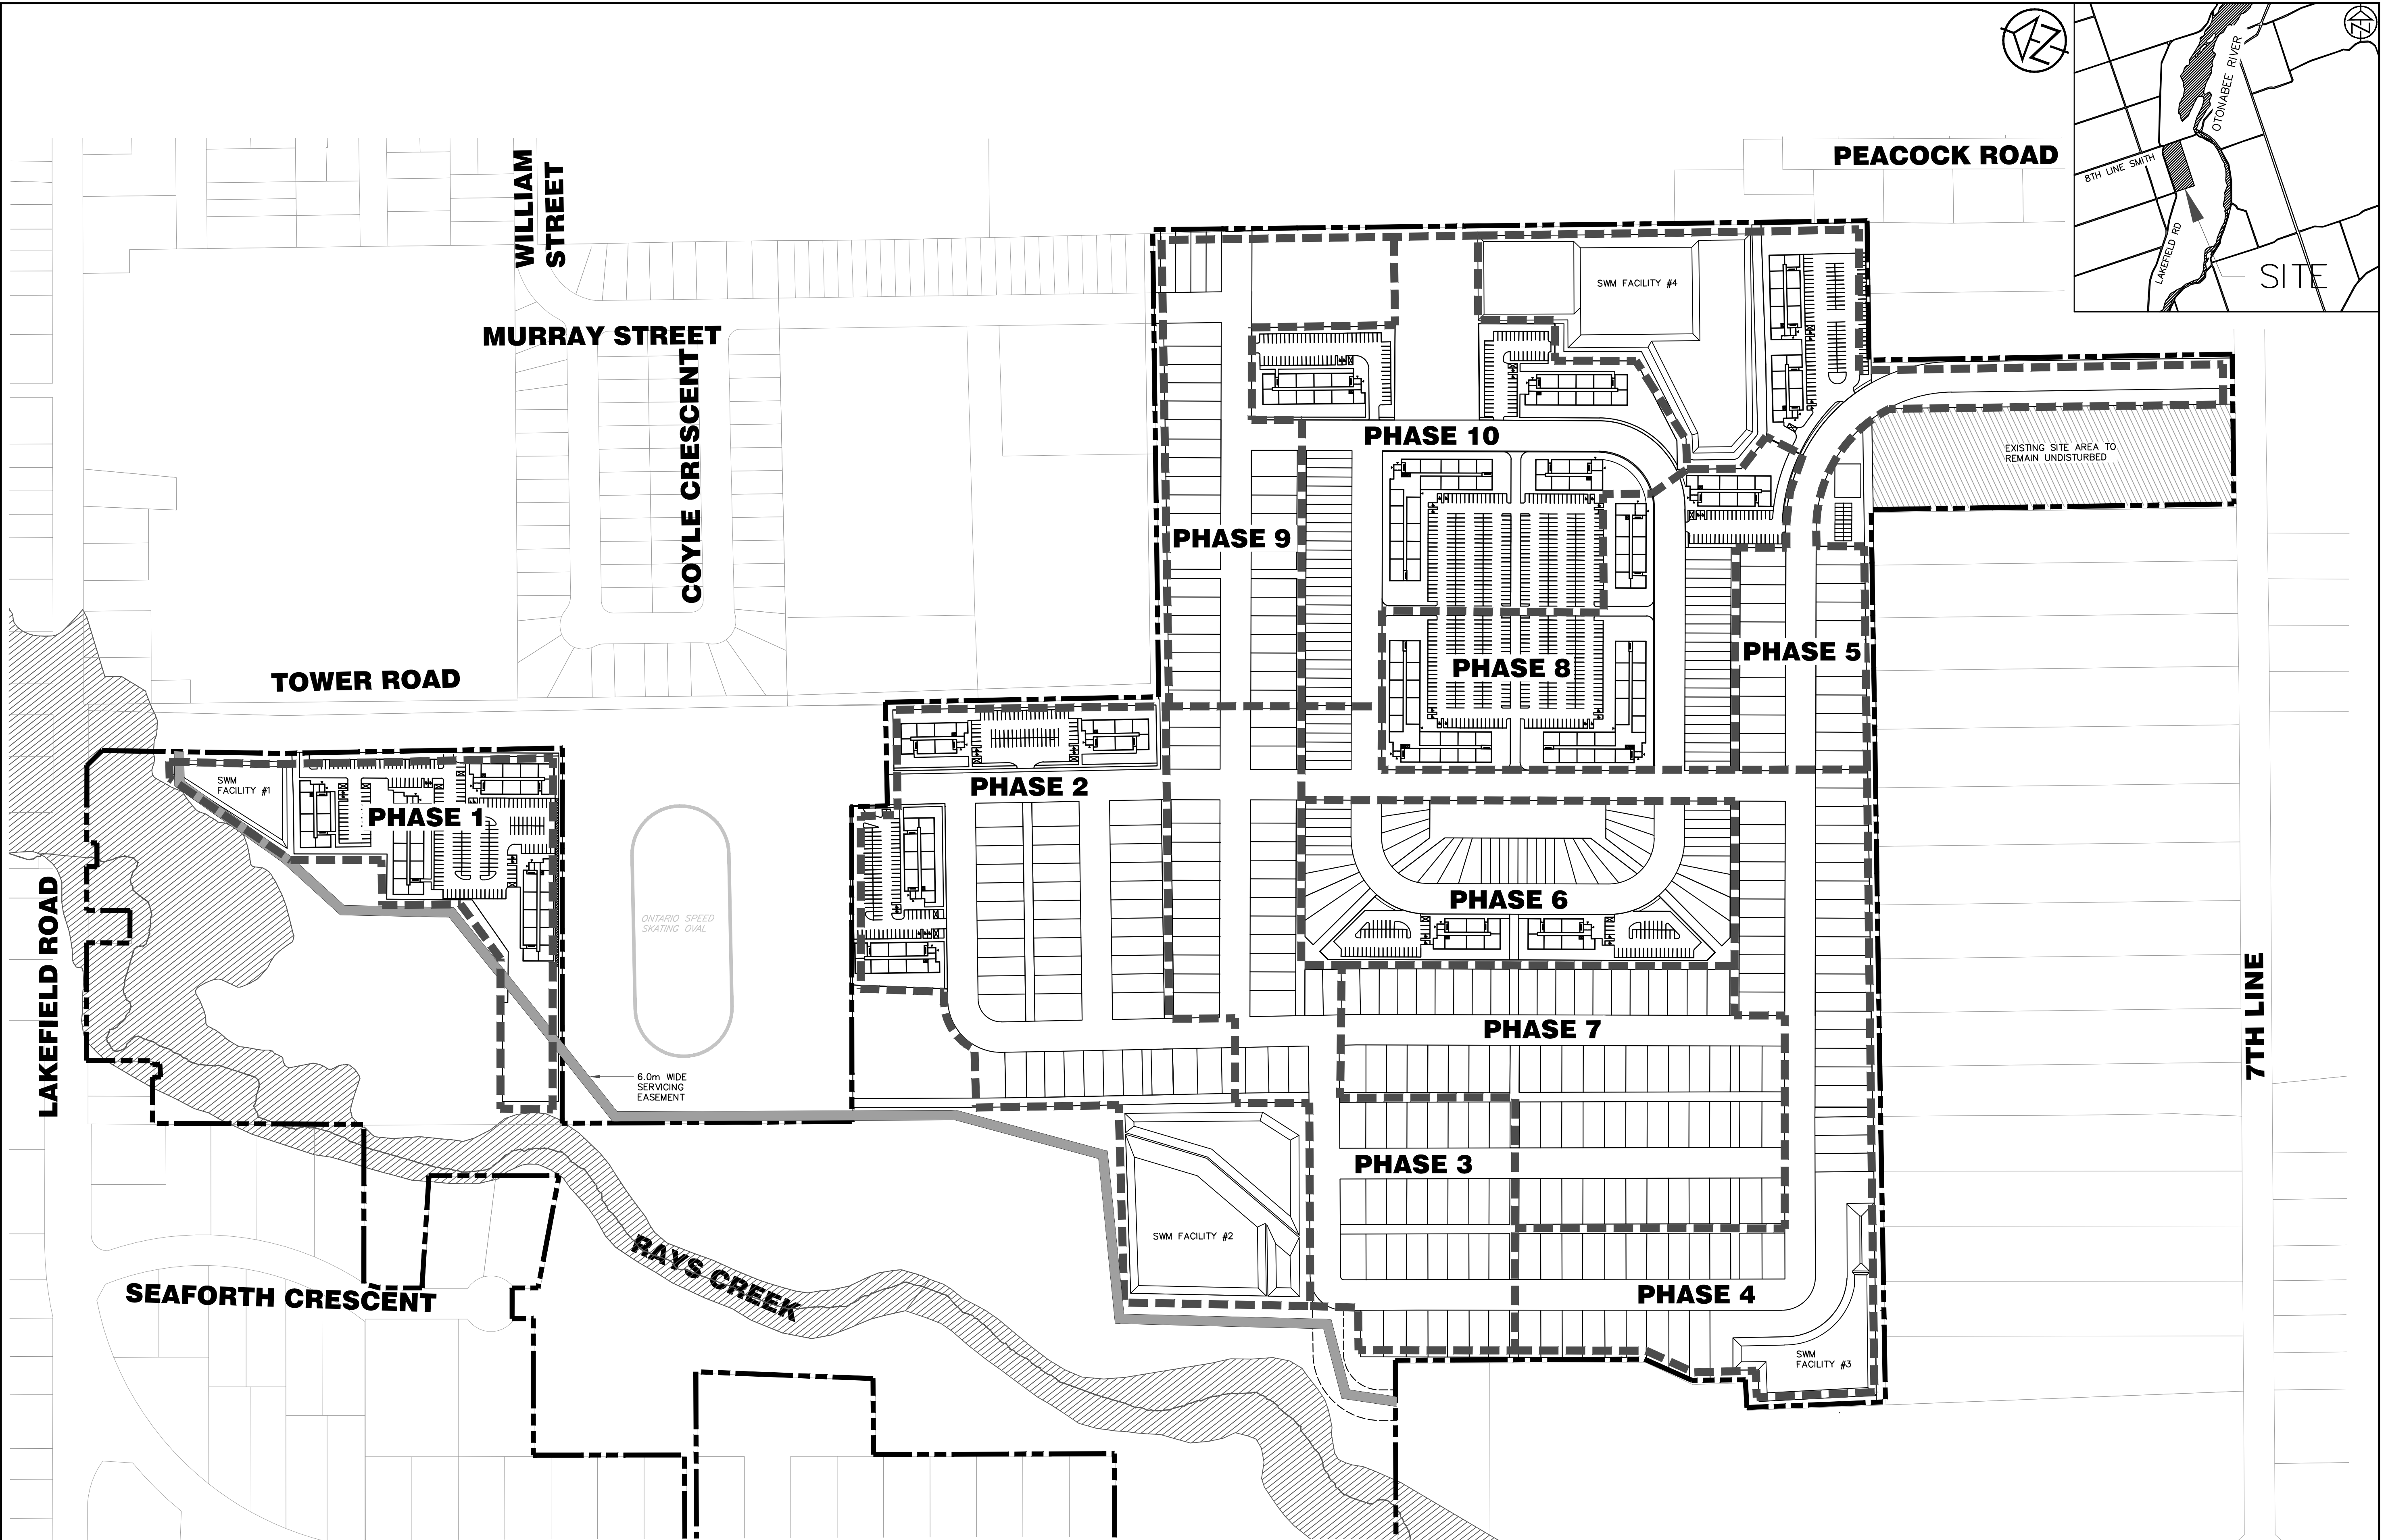 OTONABEE RIVER
8TH LINE SMITH
LAKEFIELD RD
SITE
N
N
PEACOCK ROAD
WILLIAM
STREET
MURRAY STREET
COYLE CRESCENT
SWM FACILITY #4
PHASE 10
EXISTING SITE AREA TO
REMAIN UNDISTURBED
PHASE 9
PHASE 5
PHASE 8
TOWER ROAD
SWM
FACILITY #1
PHASE 1
PHASE 2
LAKEFIELD ROAD
ONTARIO SPEED
SKATING OVAL
PHASE 6
7TH LINE
PHASE 7
6.0m WIDE
SERVICING
EASEMENT
PHASE 3
SWM FACILITY #2
RAYS CREEK
SEAFORTH CRESCENT
PHASE 4
SWM
FACILITY #3